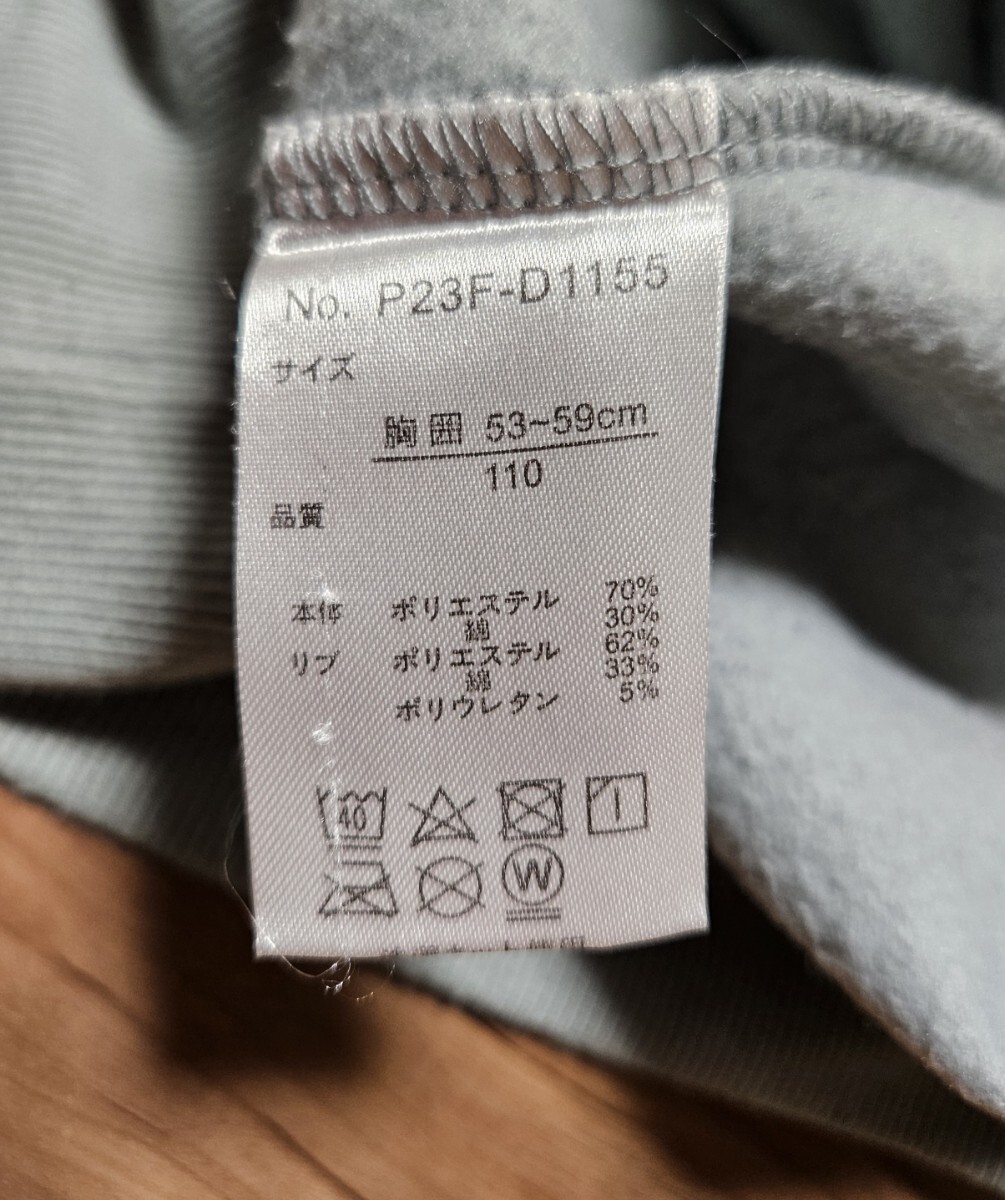 No. P23F-D1155
サイズ
胸囲 53~59cm
110
品質
本体 ポリエステル 70%
綿 30%
リブ ポリエステル 62%
綿 33%
ポリウレタン 5%
40
W